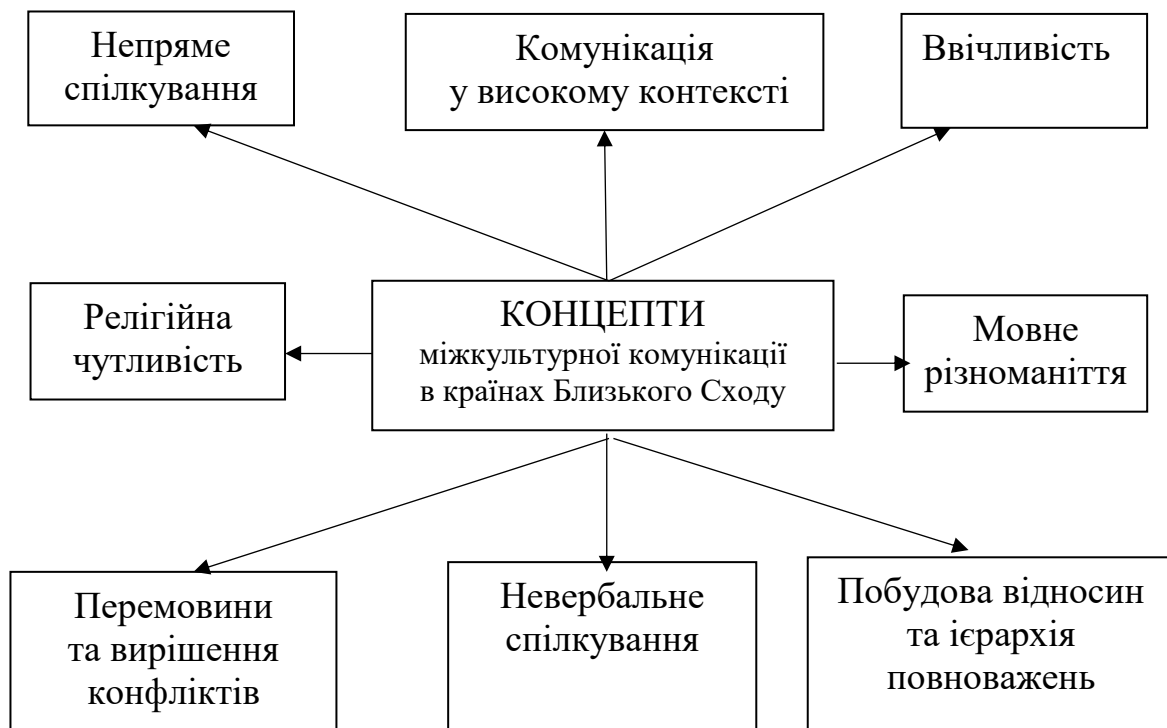 Непряме
спілкування
Комунікація
у високому контексті
Ввічливість
Релігійна
чутливість
КОНЦЕПТИ
міжкультурної комунікації
в країнах Близького Сходу
Мовне
різноманіття
Перемовини
та вирішення
конфліктів
Невербальне
спілкування
Побудова відносин
та ієрархія
повноважень